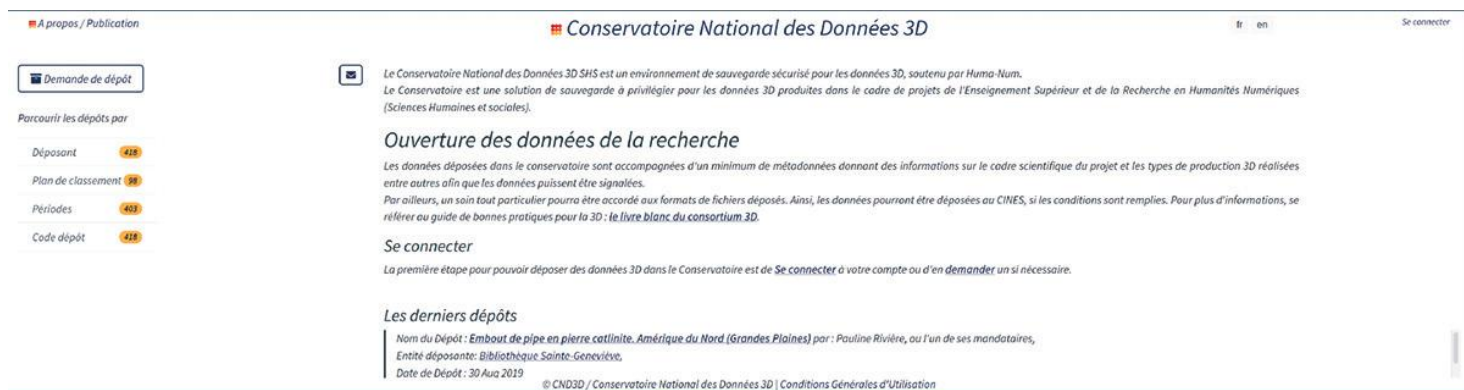 A propos / Publication
Conservatoire National des Données 3D
fr en
Se connecter
Demande de dépôt
Parcourir les dépôts par
Déposant 418
Plan de classement 98
Périodes 403
Code dépôt 418
Le Conservatoire National des Données 3D SHS est un environnement de sauvegarde sécurisé pour les données 3D, soutenu par Huma-Num.
Le Conservatoire est une solution de sauvegarde à privilégier pour les données 3D produites dans le cadre de projets de l'Enseignement Supérieur et de la Recherche en Humanités Numériques
(Sciences Humaines et sociales).
Ouverture des données de la recherche
Les données déposées dans le conservatoire sont accompagnées d'un minimum de métadonnées donnant des informations sur le cadre scientifique du projet et les types de production 3D réalisées
entre autres afin que les données puissent être signalées.
Par ailleurs, un soin tout particulier pourra être accordé aux formats de fichiers déposés. Ainsi, les données pourront être déposées au CINES, si les conditions sont remplies. Pour plus d'informations, se
référer au guide de bonnes pratiques pour la 3D : le livre blanc du consortium 3D.
Se connecter
La première étape pour pouvoir déposer des données 3D dans le Conservatoire est de Se connecter à votre compte ou d'en demander un si nécessaire.
Les derniers dépôts
Nom du Dépôt : Embout de pipe en pierre catlinite. Amérique du Nord (Grandes Plaines) par : Pauline Rivière, ou l'un de ses mandataires,
Entité déposante: Bibliothèque Sainte-Geneviève,
Date de Dépôt : 30 Aug 2019
© CND3D / Conservatoire National des Données 3D | Conditions Générales d'Utilisation